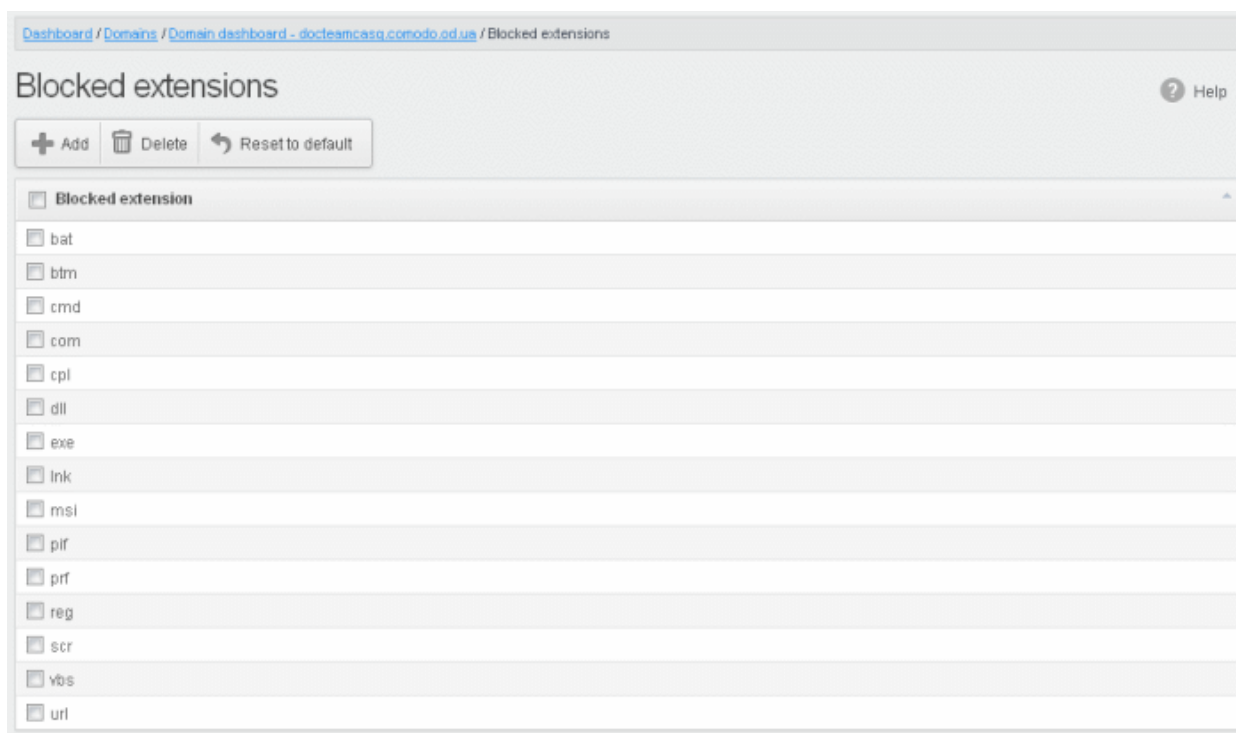 Dashboard / Domains / Domain dashboard - docteamcasg.comodo.od.ua / Blocked extensions
Blocked extensions
Help
Add Delete Reset to default
Blocked extension
bat
btm
cmd
com
cpl
dll
exe
lnk
msi
pif
prf
reg
scr
vbs
url